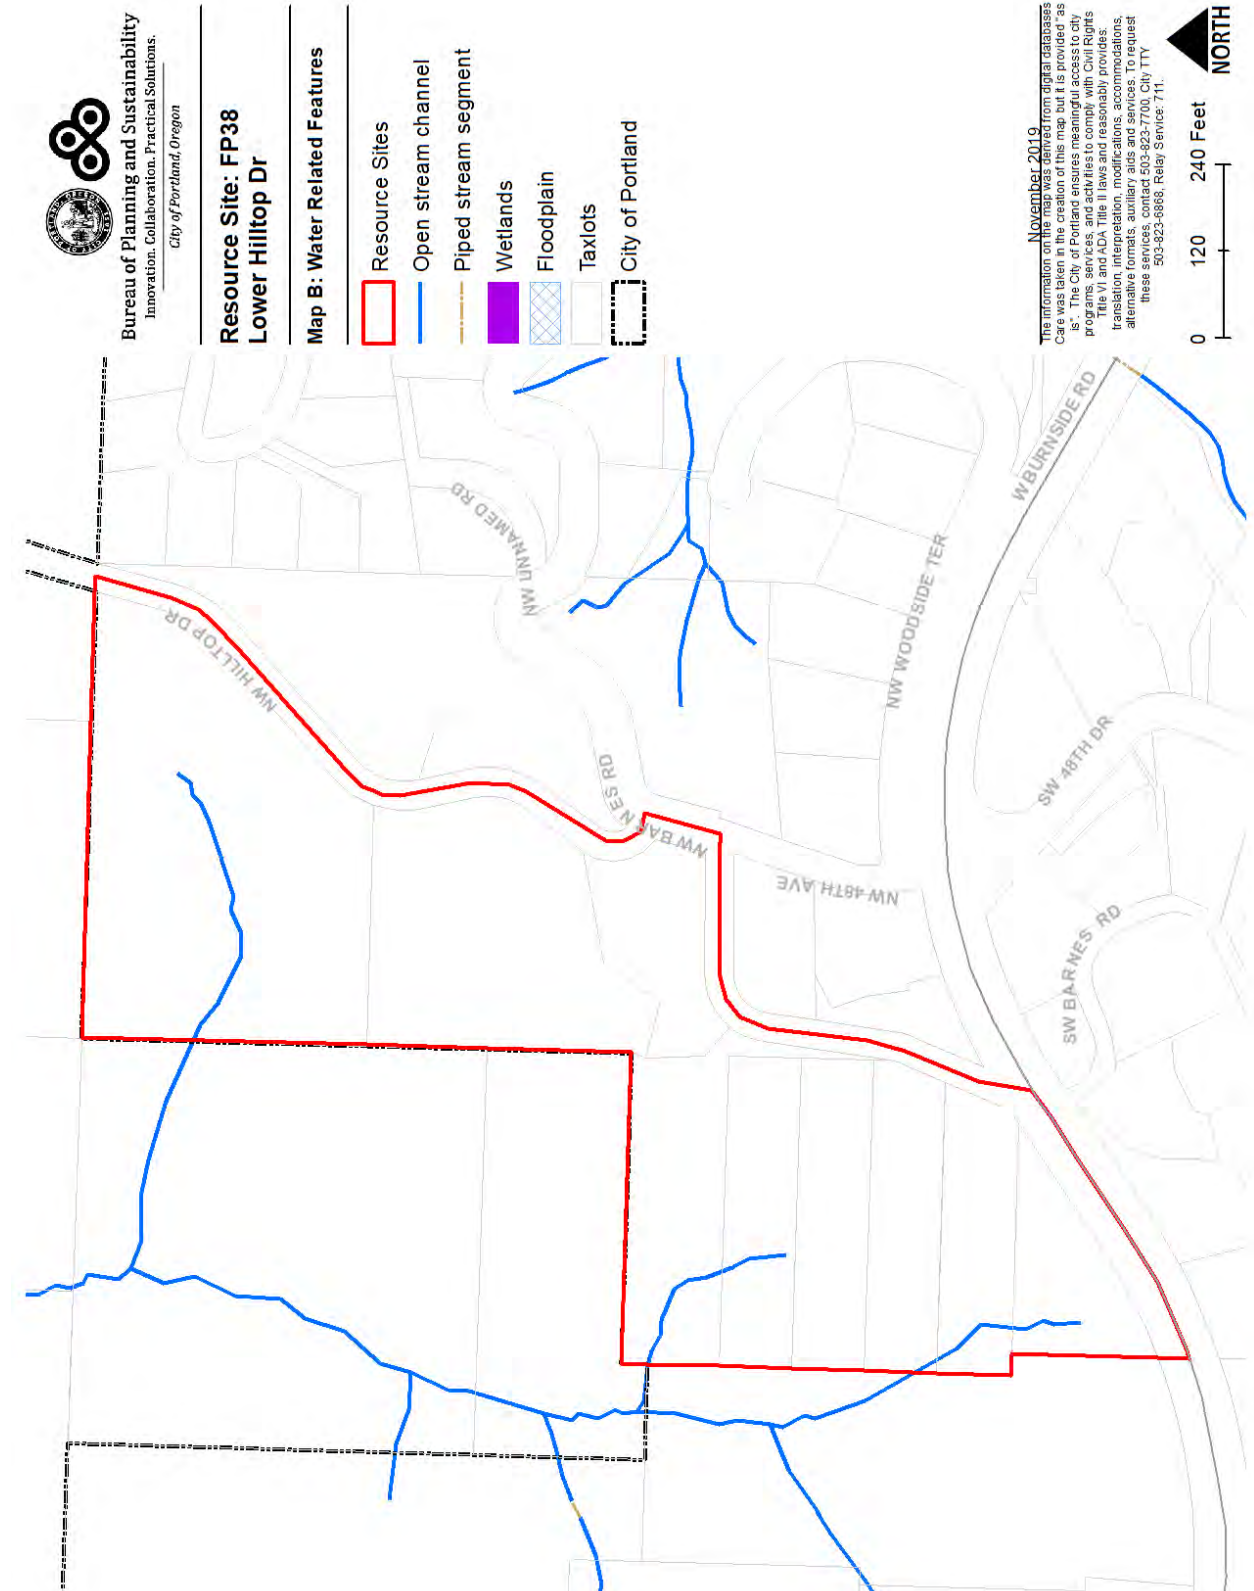 Bureau of Planning and Sustainability
Innovation. Collaboration. Practical Solutions.
City of Portland, Oregon
Resource Site: FP38
Lower Hilltop Dr
Map B: Water Related Features
Resource Sites
Open stream channel
Piped stream segment
Wetlands
Floodplain
Taxlots
City of Portland
November 2019
The information on the map was derived from digital databases
Care was taken in the creation of this map but it is provided "as
is". The City of Portland ensures meaningful access to city
programs, services, and activities to comply with Civil Rights
Title VI and ADA Title II laws and reasonably provides:
translation, interpretation, modifications, accommodations,
alternative formats, auxiliary aids and services. To request
these services, contact 503-823-7700, City TTY
503-823-6868, Relay Service: 711.
0 120 240 Feet
NORTH
NW HILLTOP DR
NW UNNAMED RD
NW BARNES RD
NW 48TH AVE
NW WOODSIDE TER
W BURNSIDE RD
SW 48TH DR
SW BARNES RD